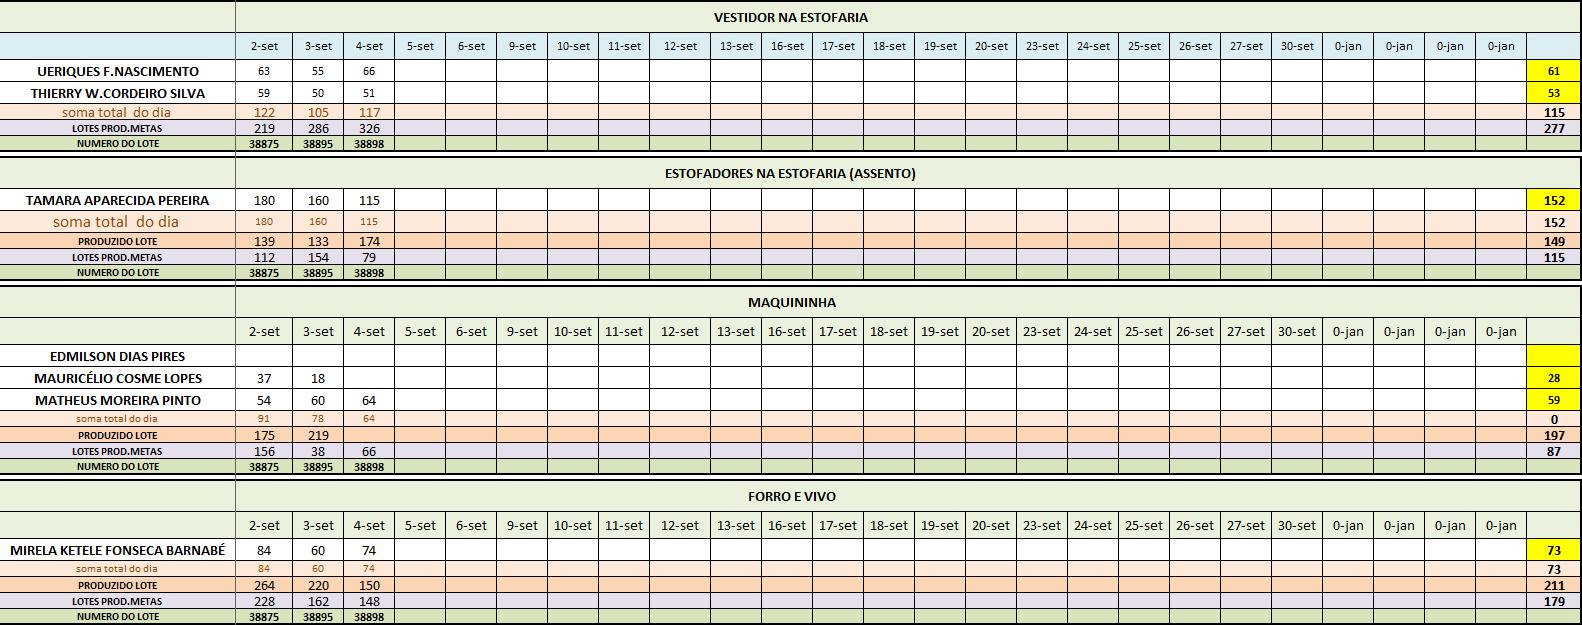 VESTIDOR NA ESTOFARIA
2-set 3-set 4-set 5-set 6-set 9-set 10-set 11-set 12-set 13-set 16-set 17-set 18-set 19-set 20-set 23-set 24-set 25-set 26-set 27-set 30-set 0-jan 0-jan 0-jan 0-jan
UERIQUES F.NASCIMENTO 63 55 66 61
THIERRY W.CORDEIRO SILVA 59 50 51 53
soma total do dia 122 105 117 115
LOTES PROD.METAS 219 286 326 277
NUMERO DO LOTE 38875 38895 38898
ESTOFADORES NA ESTOFARIA (ASSENTO)
TAMARA APARECIDA PEREIRA 180 160 115 152
soma total do dia 180 160 115 152
PRODUZIDO LOTE 139 133 174 149
LOTES PROD.METAS 112 154 79 115
NUMERO DO LOTE 38875 38895 38898
MAQUININHA
2-set 3-set 4-set 5-set 6-set 9-set 10-set 11-set 12-set 13-set 16-set 17-set 18-set 19-set 20-set 23-set 24-set 25-set 26-set 27-set 30-set 0-jan 0-jan 0-jan 0-jan
EDMILSON DIAS PIRES
MAURICÉLIO COSME LOPES 37 18 28
MATHEUS MOREIRA PINTO 54 60 64 59
soma total do dia 91 78 64 0
PRODUZIDO LOTE 175 219 197
LOTES PROD.METAS 156 38 66 87
NUMERO DO LOTE 38875 38895 38898
FORRO E VIVO
2-set 3-set 4-set 5-set 6-set 9-set 10-set 11-set 12-set 13-set 16-set 17-set 18-set 19-set 20-set 23-set 24-set 25-set 26-set 27-set 30-set 0-jan 0-jan 0-jan 0-jan
MIRELA KETELE FONSECA BARNABÉ 84 60 74 73
soma total do dia 84 60 74 73
PRODUZIDO LOTE 264 220 150 211
LOTES PROD.METAS 228 162 148 179
NUMERO DO LOTE 38875 38895 38898